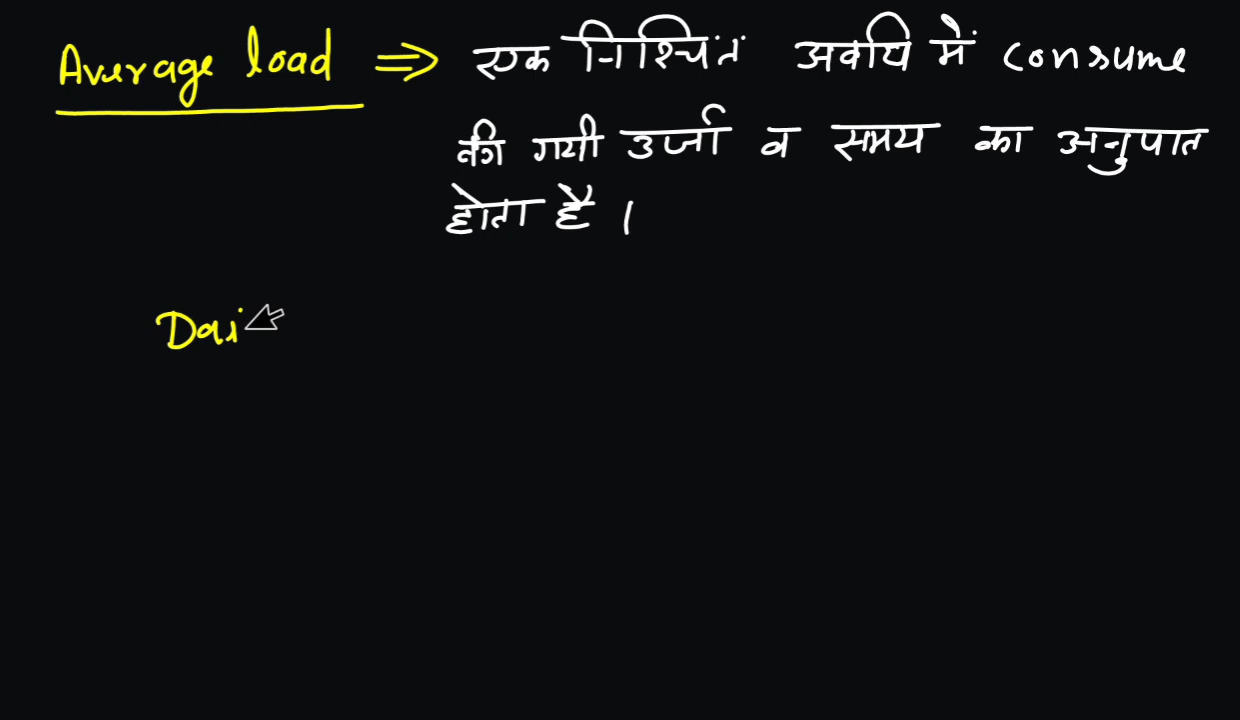 Average load ⇒ एक निश्चिंत अवधि में consume
की गयी उर्जा व समय का अनुपात
होता है ।
Dai